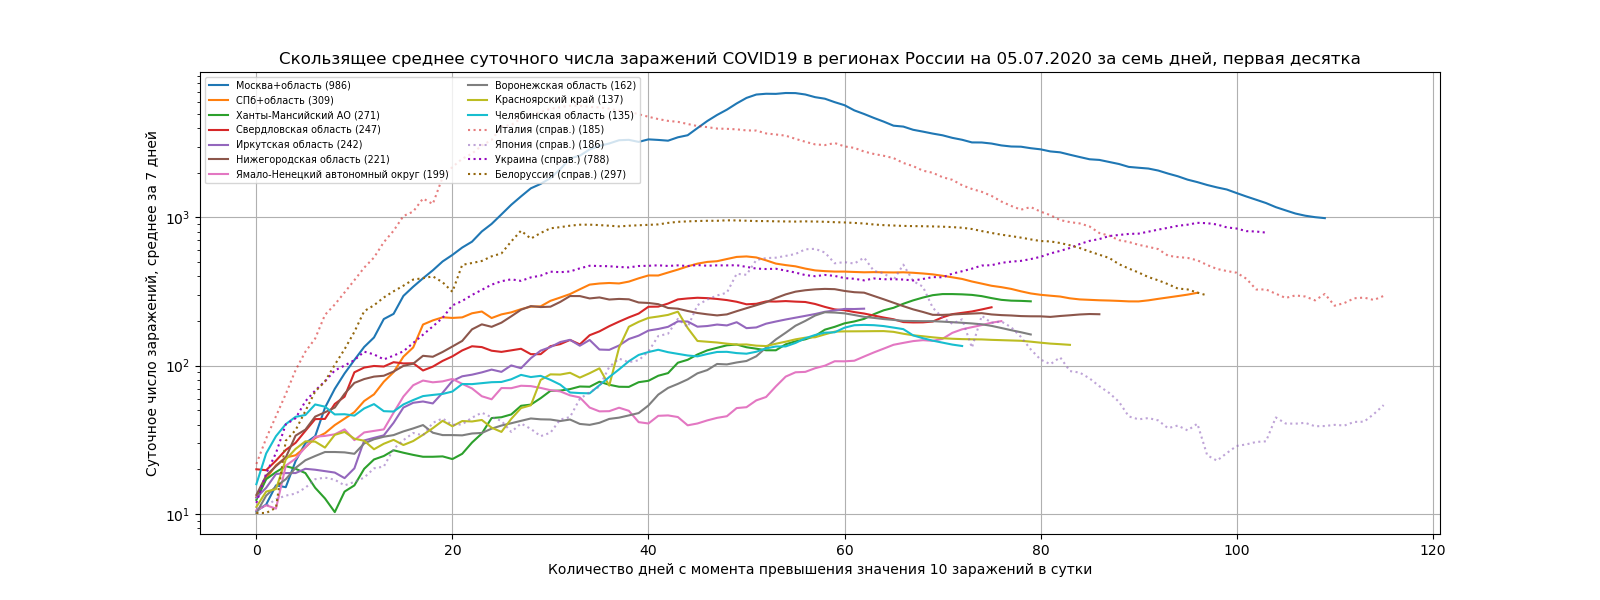 Скользящее среднее суточного числа заражений COVID19 в регионах России на 05.07.2020 за семь дней, первая десятка
Суточное число заражений, среднее за 7 дней
10³
10²
10¹
Москва+область (986)
СПб+область (309)
Ханты-Мансийский АО (271)
Свердловская область (247)
Иркутская область (242)
Нижегородская область (221)
Ямало-Ненецкий автономный округ (199)
Воронежская область (162)
Красноярский край (137)
Челябинская область (135)
Италия (справ.) (185)
Япония (справ.) (186)
Украина (справ.) (788)
Белоруссия (справ.) (297)
0 20 40 60 80 100 120
Количество дней с момента превышения значения 10 заражений в сутки